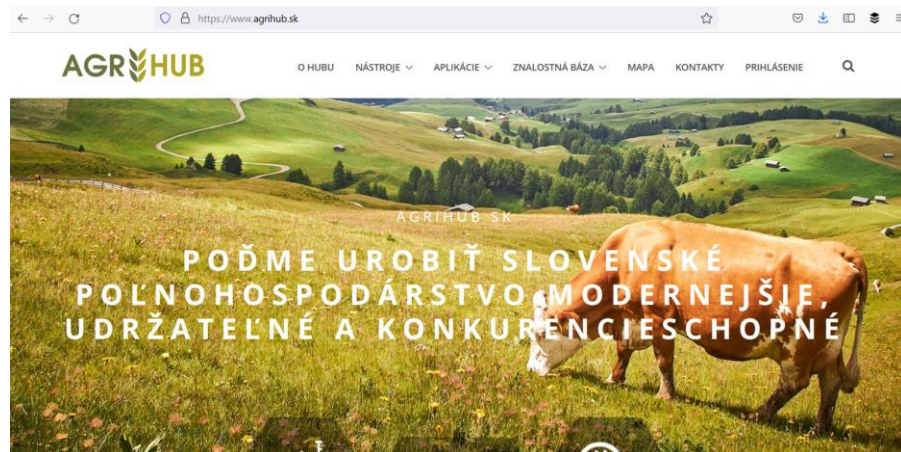 https://www.agrihub.sk
AGRIHUB
O HUBU NÁSTROJE APLIKÁCIE ZNALOSTNÁ BÁZA MAPA KONTAKTY PRIHLÁSENIE
AGRIHUB SK
POĎME UROBIŤ SLOVENSKÉ
POĽNOHOSPODÁRSTVO MODERNEJŠIE,
UDRŽATEĽNÉ A KONKURENCIESCHOPNÉ